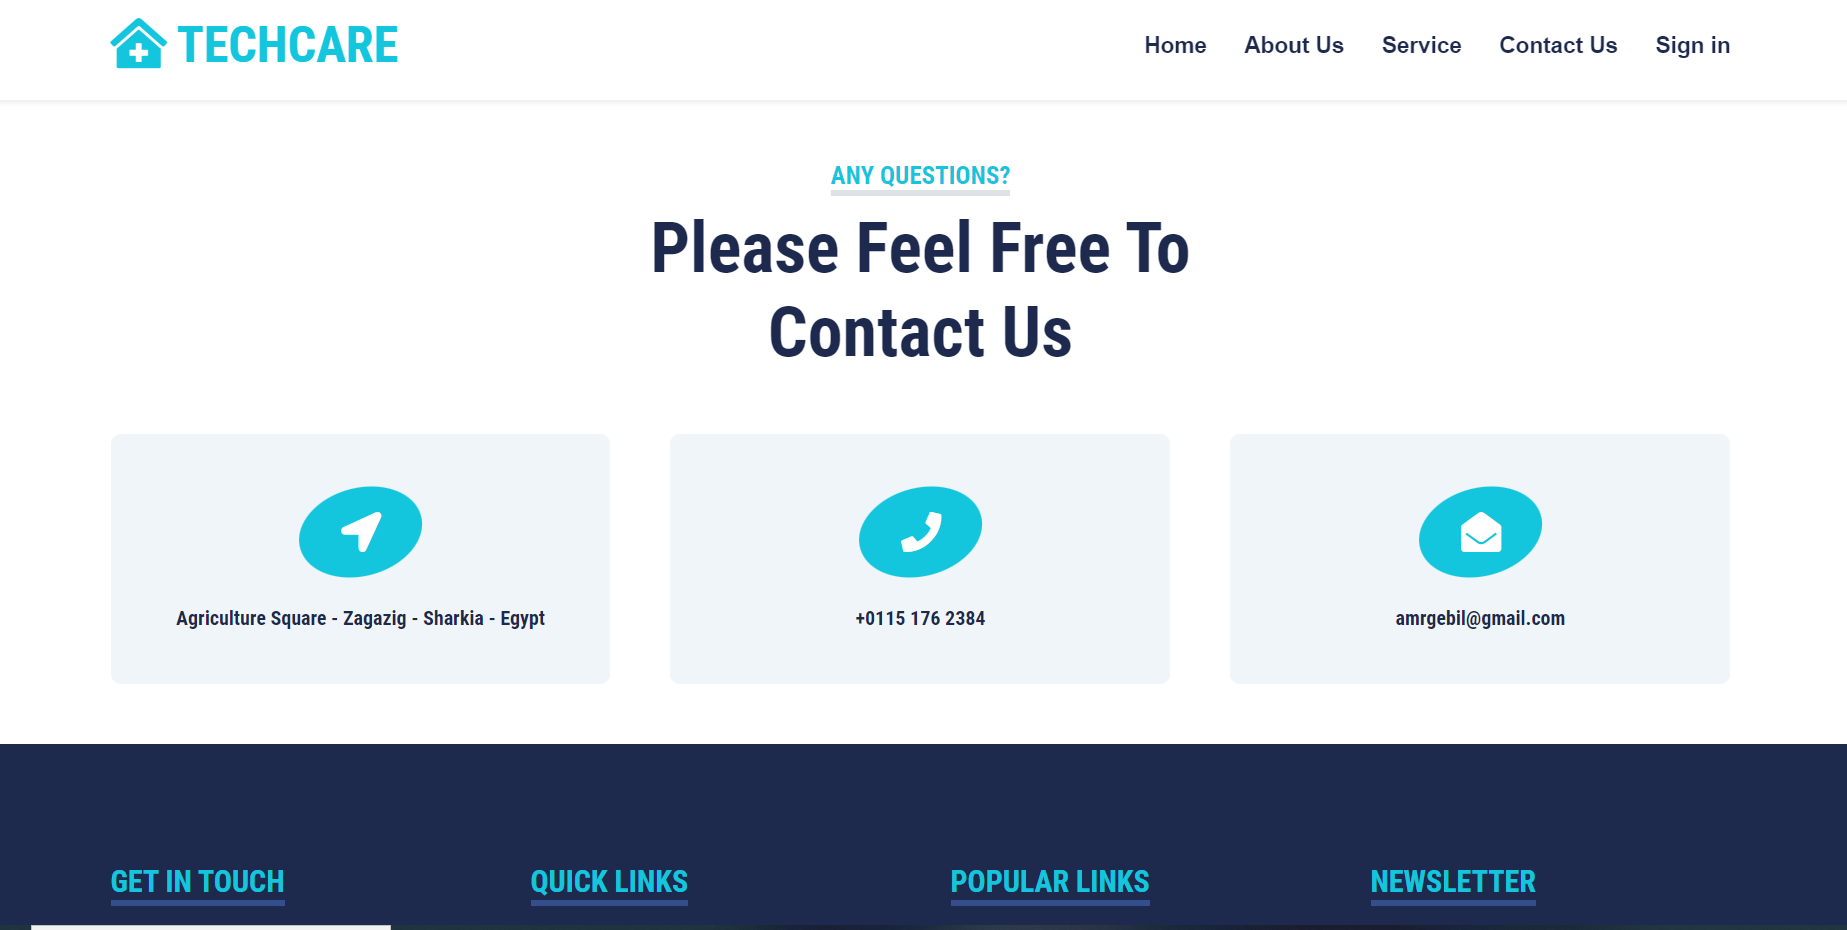 TECHCARE
Home About Us Service Contact Us Sign in
ANY QUESTIONS?
Please Feel Free To
Contact Us
Agriculture Square - Zagazig - Sharkia - Egypt
+0115 176 2384
amrgebil@gmail.com
GET IN TOUCH
QUICK LINKS
POPULAR LINKS
NEWSLETTER